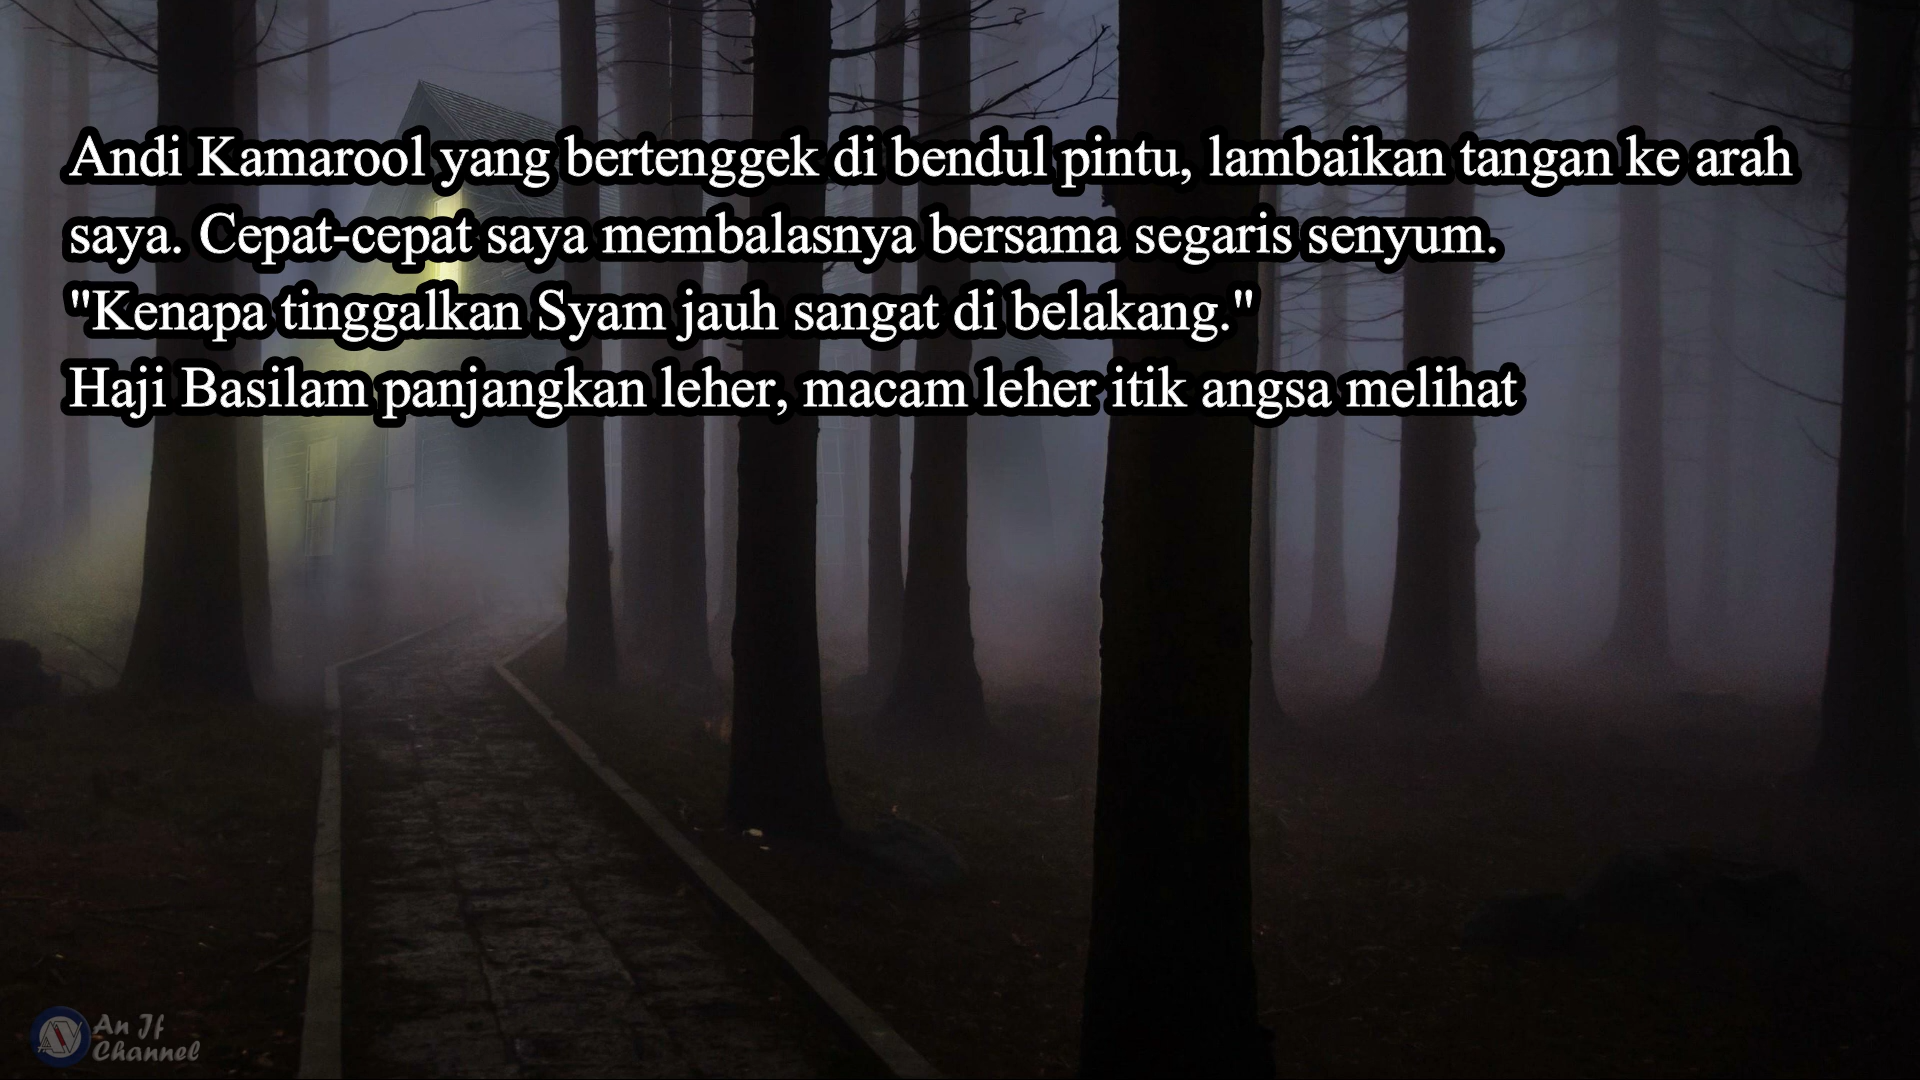 Andi Kamarool yang bertenggek di bendul pintu, lambaikan tangan ke arah
saya. Cepat-cepat saya membalasnya bersama segaris senyum.
"Kenapa tinggalkan Syam jauh sangat di belakang."
Haji Basilam panjangkan leher, macam leher itik angsa melihat
An Jf
Channel